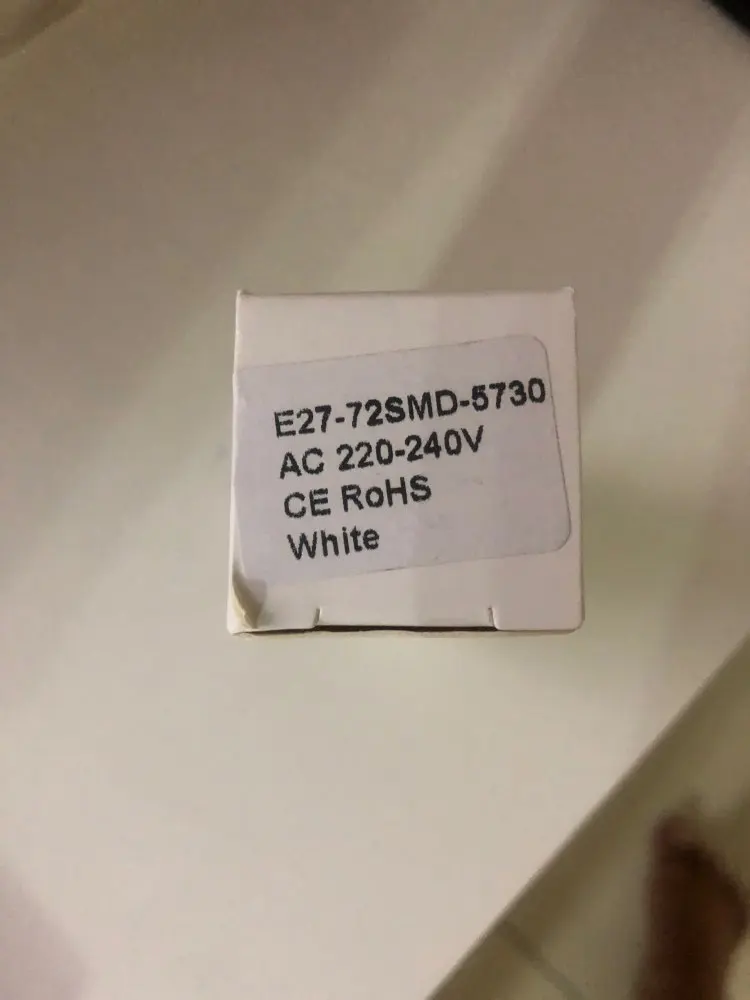 E27-72SMD-5730
AC 220-240V
CE RoHS
White